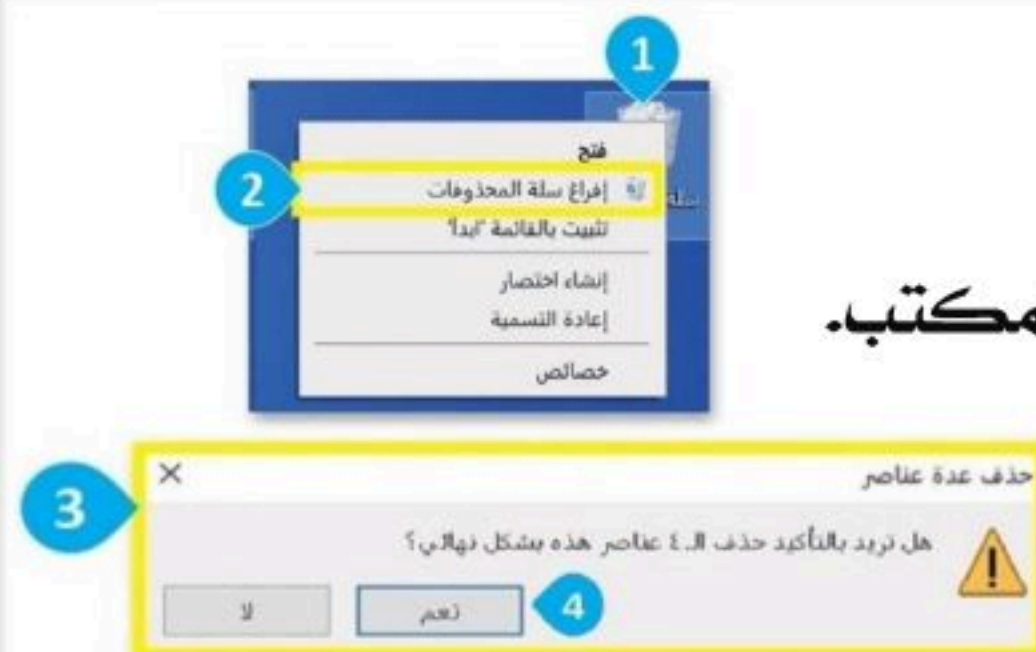 1
فتح
2
إفراغ سلة المحذوفات
سلة
تثبيت بالقائمة "ابدأ"
إنشاء اختصار
إعادة التسمية
خصائص
مكتب.
3
حذف عدة عناصر
هل تريد بالتأكيد حذف الـ ٤ عناصر هذه بشكل نهائي؟
4
نعم
لا